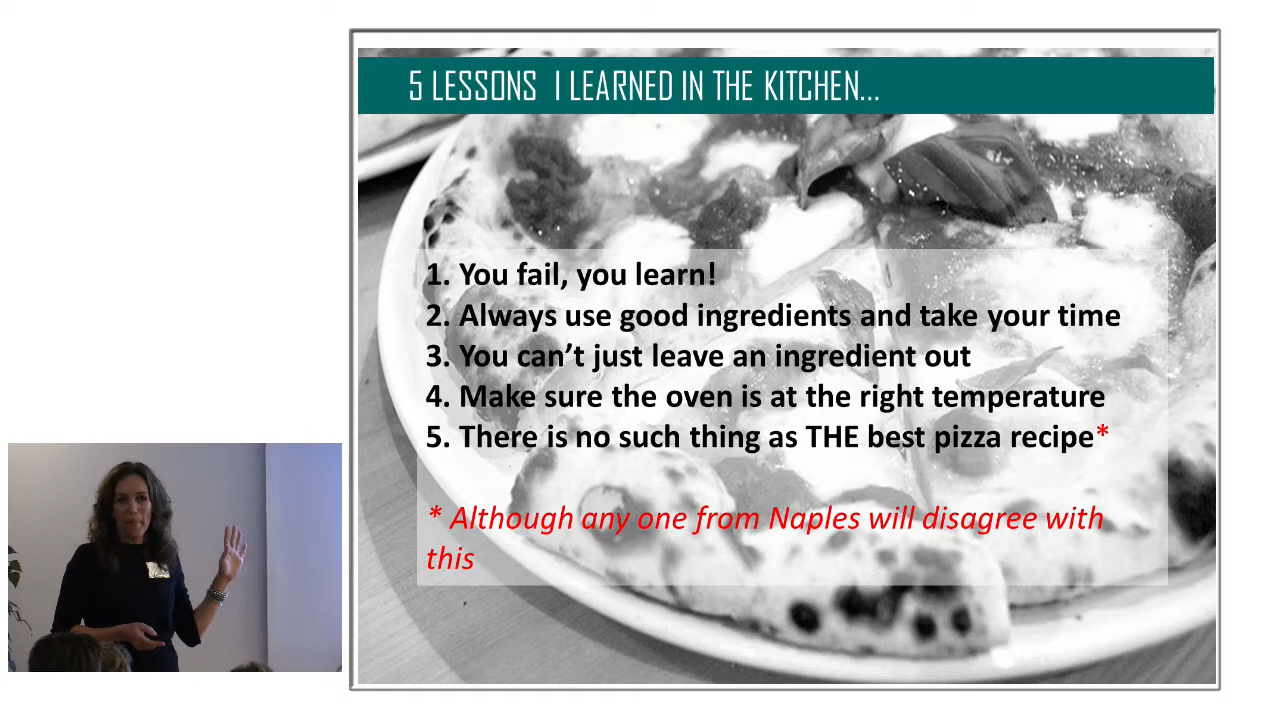 5 LESSONS I LEARNED IN THE KITCHEN...
1. You fail, you learn!
2. Always use good ingredients and take your time
3. You can't just leave an ingredient out
4. Make sure the oven is at the right temperature
5. There is no such thing as THE best pizza recipe*
* Although any one from Naples will disagree with
this